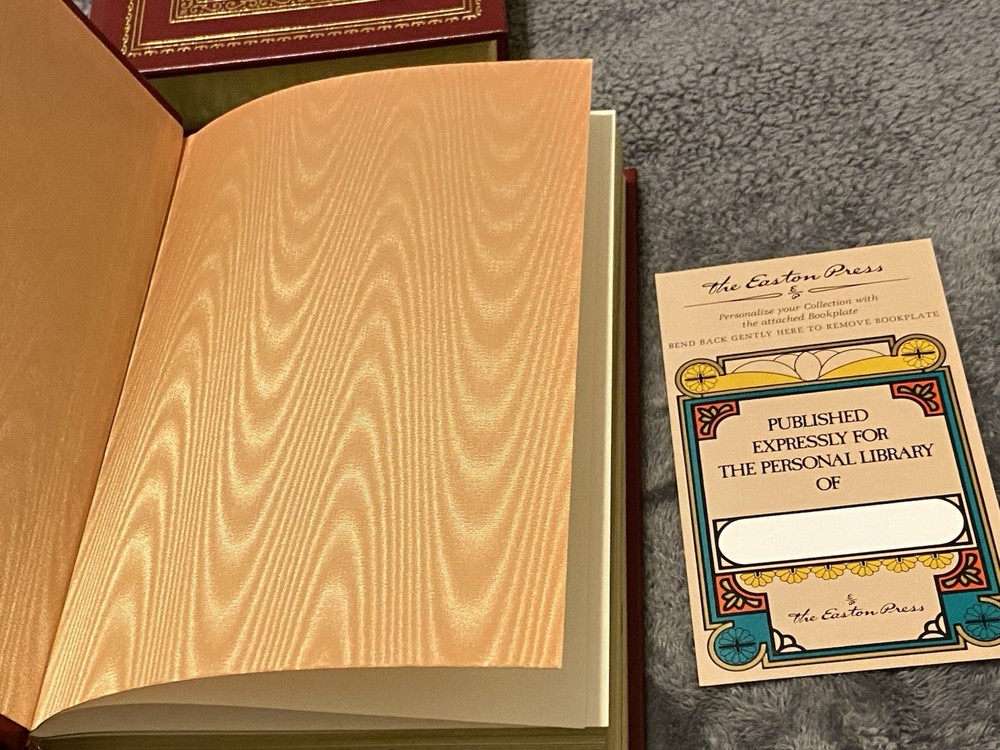 the Easton Press
Personalize your Collection with
the attached Bookplate
BEND BACK GENTLY HERE TO REMOVE BOOKPLATE
PUBLISHED
EXPRESSLY FOR
THE PERSONAL LIBRARY
OF
the Easton Press